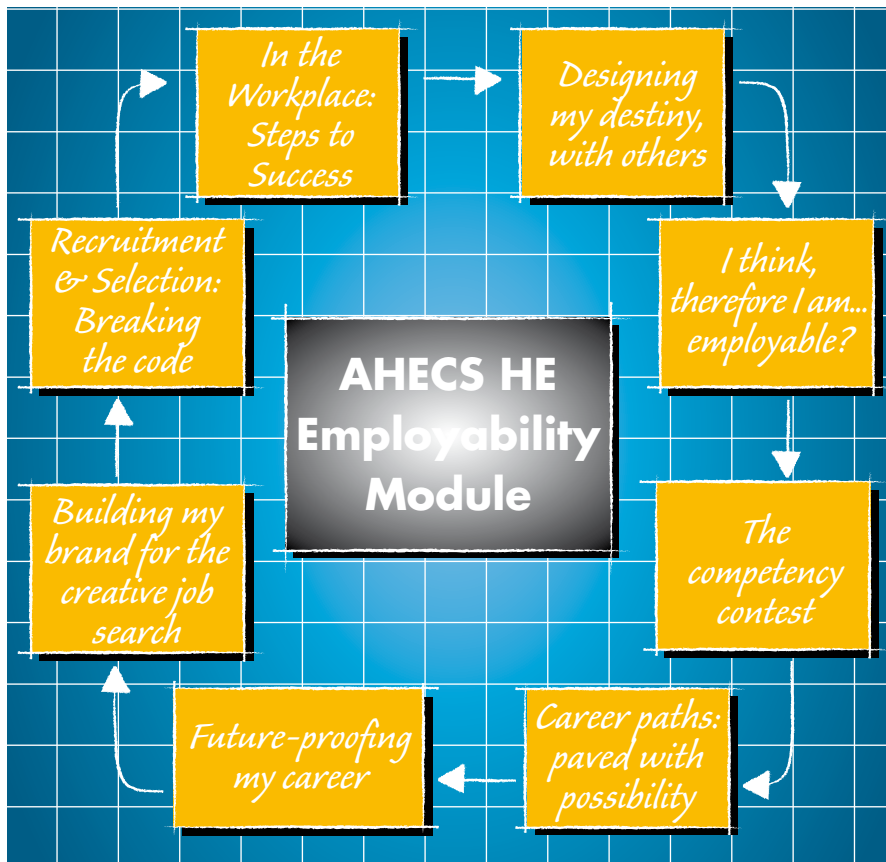 In the
Workplace:
Steps to
Success
Designing
my destiny,
with others
Recruitment
& Selection:
Breaking
the code
I think,
therefore I am...
employable?
AHECS HE
Employability
Module
Building my
brand for the
creative job
search
The
competency
contest
Future-proofing
my career
Career paths:
paved with
possibility